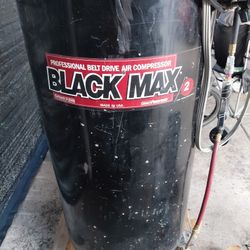 PROFESSIONAL BELT DRIVE AIR COMPRESSOR
BLACK MAX
2
MADE IN USA